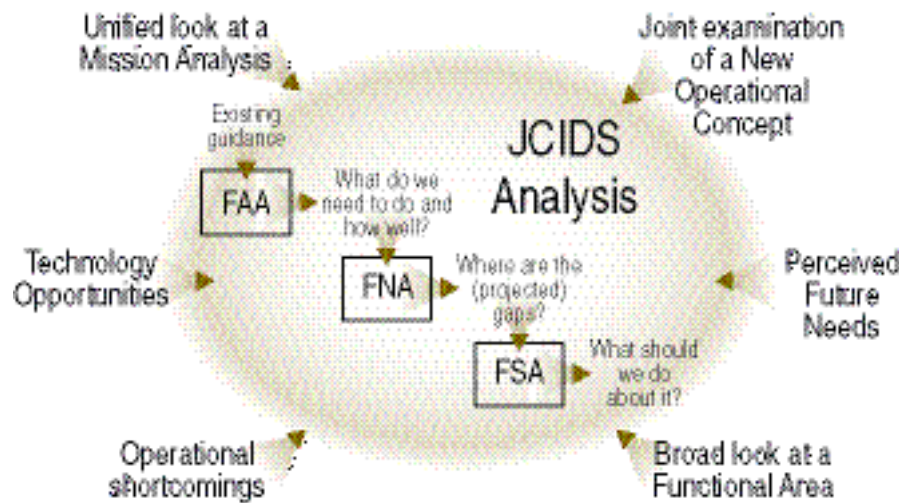 Unified look at a
Mission Analysis
Joint examination
of a New
Operational
Concept
Existing
guidance
JCIDS
Analysis
FAA
What do we
need to do and
how well?
Technology
Opportunities
FNA
Where are the
(projected)
gaps?
Perceived
Future
Needs
FSA
What should
we do
about it?
Operational
shortcomings
Broad look at a
Functional Area